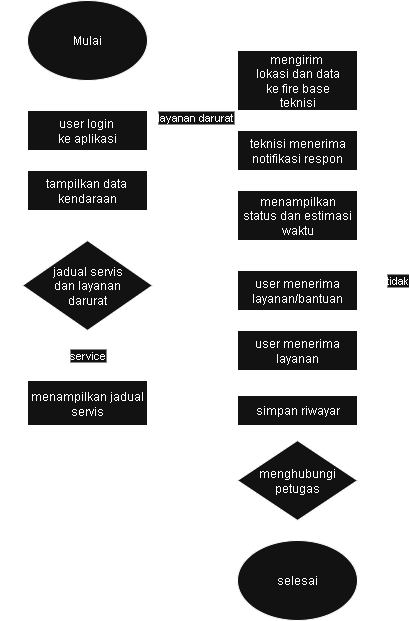 Mulai
user login
ke aplikasi
tampilkan data
kendaraan
jadual servis
dan layanan
darurat
service
menampilkan jadual
servis
layanan darurat
mengirim
lokasi dan data
ke fire base
teknisi
teknisi menerima
notifikasi respon
menampilkan
status dan estimasi
waktu
user menerima
layanan/bantuan
tidak
user menerima
layanan
simpan riwayar
menghubungi
petugas
selesai